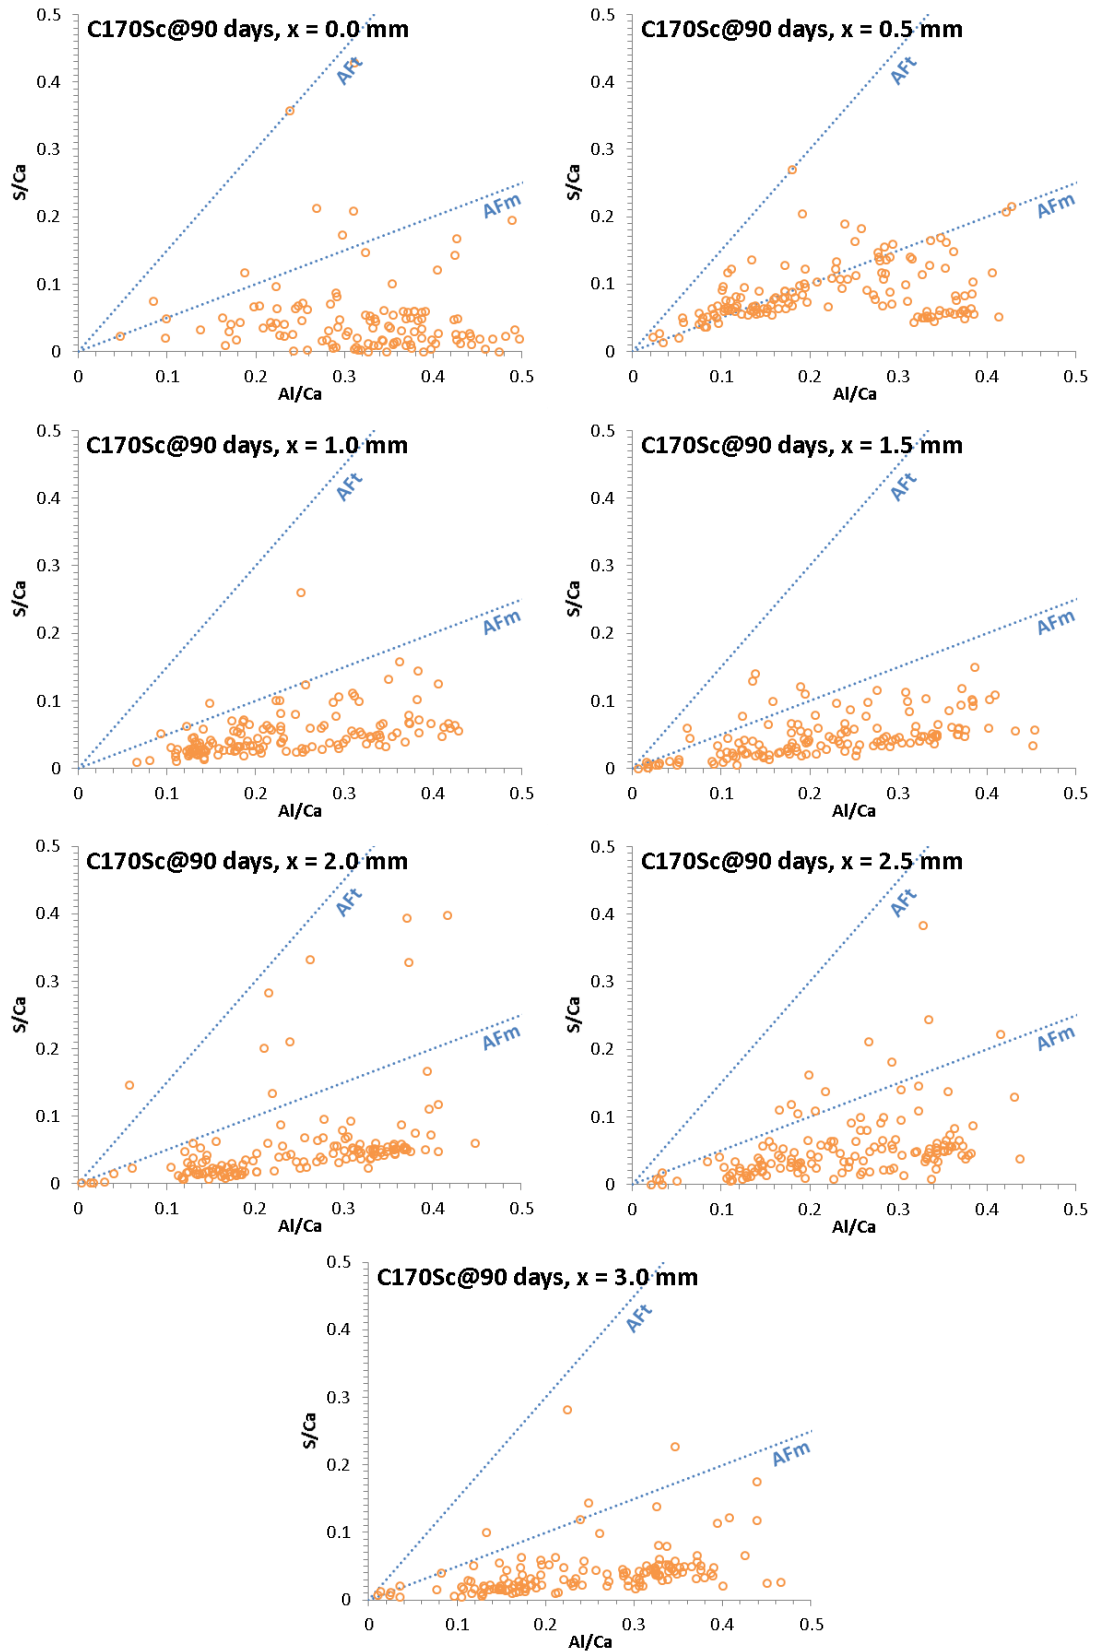 C170Sc@90 days, x = 0.0 mm
0.5
0.4
0.3
0.2
0.1
0
S/Ca
AFt
AFm
0 0.1 0.2 0.3 0.4 0.5
Al/Ca
C170Sc@90 days, x = 0.5 mm
0.5
0.4
0.3
0.2
0.1
0
S/Ca
AFt
AFm
0 0.1 0.2 0.3 0.4 0.5
Al/Ca
C170Sc@90 days, x = 1.0 mm
0.5
0.4
0.3
0.2
0.1
0
S/Ca
AFt
AFm
0 0.1 0.2 0.3 0.4 0.5
Al/Ca
C170Sc@90 days, x = 1.5 mm
0.5
0.4
0.3
0.2
0.1
0
S/Ca
AFt
AFm
0 0.1 0.2 0.3 0.4 0.5
Al/Ca
C170Sc@90 days, x = 2.0 mm
0.5
0.4
0.3
0.2
0.1
0
S/Ca
AFt
AFm
0 0.1 0.2 0.3 0.4 0.5
Al/Ca
C170Sc@90 days, x = 2.5 mm
0.5
0.4
0.3
0.2
0.1
0
S/Ca
AFt
AFm
0 0.1 0.2 0.3 0.4 0.5
Al/Ca
C170Sc@90 days, x = 3.0 mm
0.5
0.4
0.3
0.2
0.1
0
S/Ca
AFt
AFm
0 0.1 0.2 0.3 0.4 0.5
Al/Ca